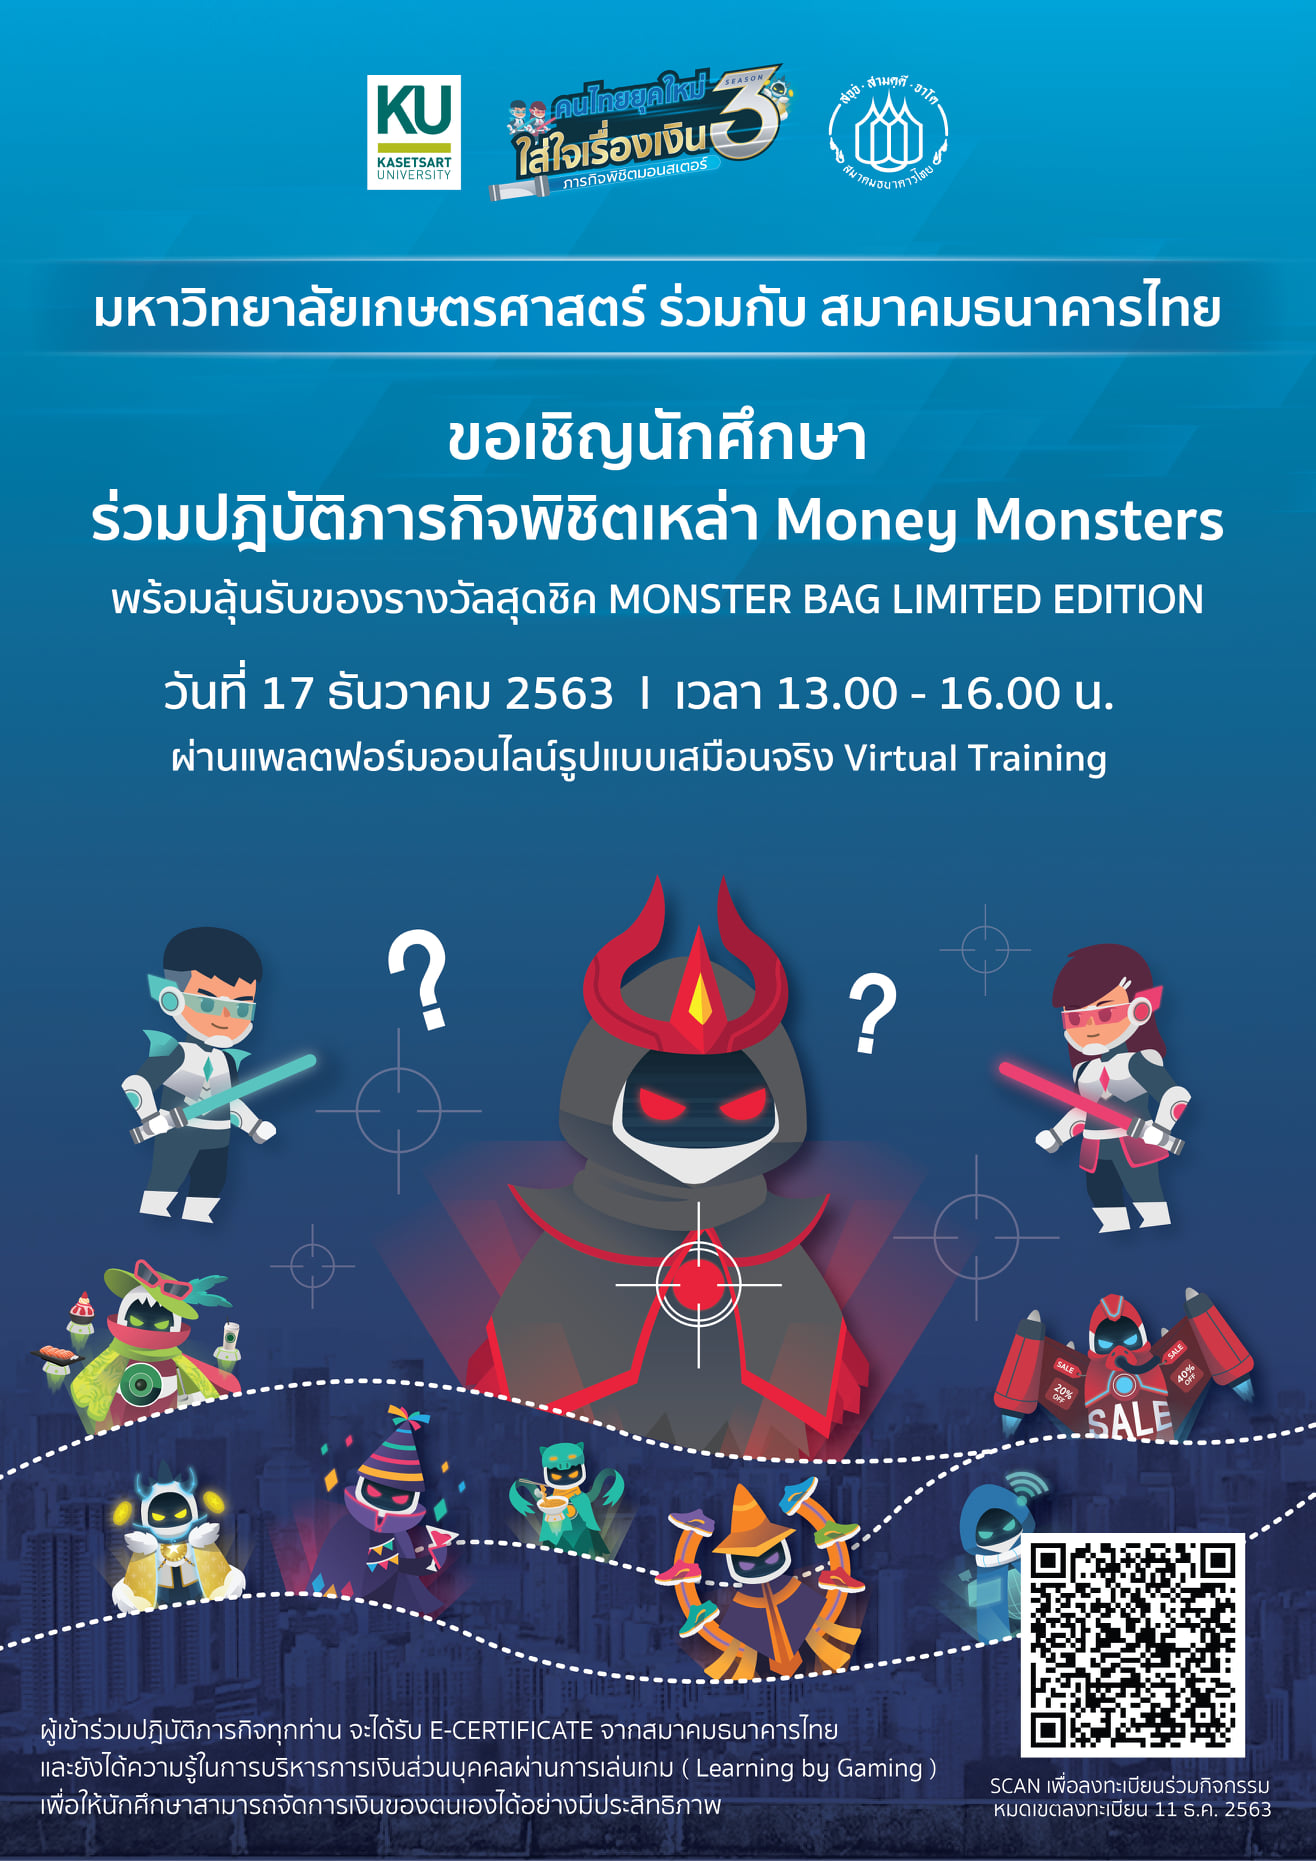 KU
KASETSART
UNIVERSITY
คนไทยยุคใหม่
SEASON
3
ใส่ใจเรื่องเงิน
ภารกิจพิชิตมอนสเตอร์
สมาคมธนาคารไทย
มหาวิทยาลัยเกษตรศาสตร์ ร่วมกับ สมาคมธนาคารไทย
ขอเชิญนักศึกษา
ร่วมปฎิบัติภารกิจพิชิตเหล่า Money Monsters
พร้อมลุ้นรับของรางวัลสุดชิค MONSTER BAG LIMITED EDITION
วันที่ 17 ธันวาคม 2563 | เวลา 13.00 - 16.00 น.
ผ่านแพลตฟอร์มออนไลน์รูปแบบเสมือนจริง Virtual Training
? ?
SALE
20%
OFF
SALE
40%
OFF
SALE
ผู้เข้าร่วมปฎิบัติภารกิจทุกท่าน จะได้รับ E-CERTIFICATE จากสมาคมธนาคารไทย
และยังได้ความรู้ในการบริหารการเงินส่วนบุคคลผ่านการเล่นเกม ( Learning by Gaming )
เพื่อให้นักศึกษาสามารถจัดการเงินของตนเองได้อย่างมีประสิทธิภาพ
SCAN เพื่อลงทะเบียนร่วมกิจกรรม
หมดเขตลงทะเบียน 11 ธ.ค. 2563